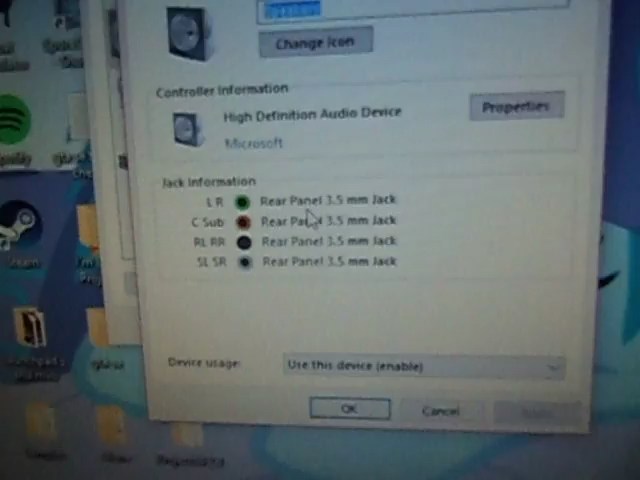 Change Icon
Controller Information
High Definition Audio Device
Properties
Microsoft
Jack Information
L R Rear Panel 3.5 mm Jack
C Sub Rear Panel 3.5 mm Jack
RL RR Rear Panel 3.5 mm Jack
SL SR Rear Panel 3.5 mm Jack
Device usage: Use this device (enable)
OK Cancel